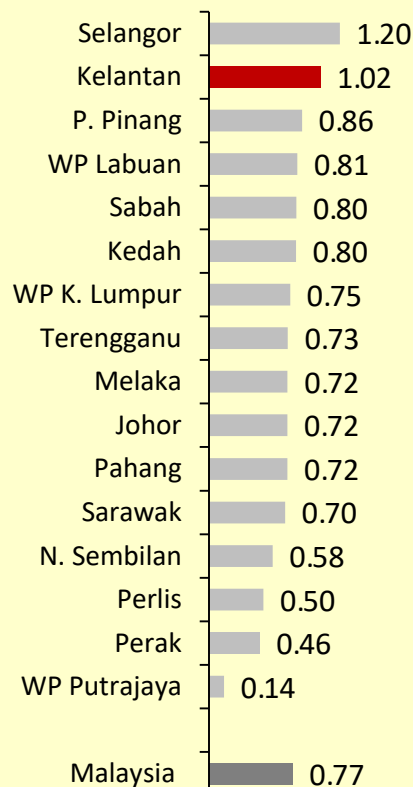 Selangor 1.20
Kelantan 1.02
P. Pinang 0.86
WP Labuan 0.81
Sabah 0.80
Kedah 0.80
WP K. Lumpur 0.75
Terengganu 0.73
Melaka 0.72
Johor 0.72
Pahang 0.72
Sarawak 0.70
N. Sembilan 0.58
Perlis 0.50
Perak 0.46
WP Putrajaya 0.14
Malaysia 0.77